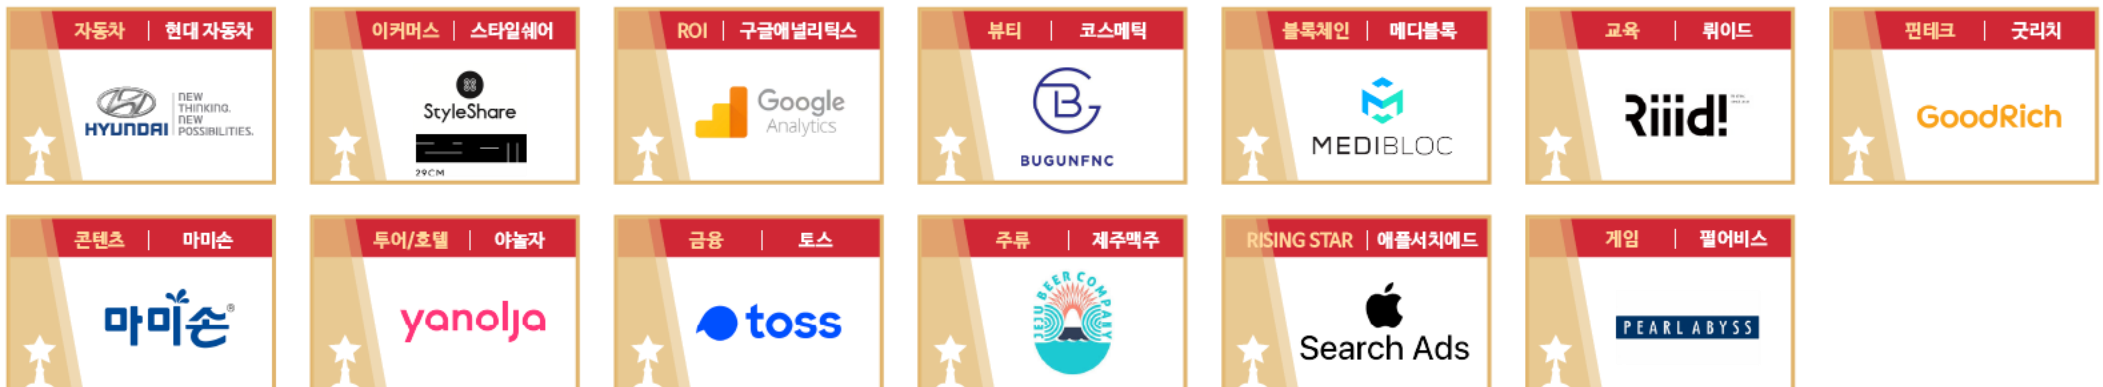 자동차 현대 자동차
HYUNDAI
NEW
THINKING.
NEW
POSSIBILITIES.
이커머스 스타일쉐어
StyleShare
29CM
ROI 구글애널리틱스
Google
Analytics
뷰티 코스메틱
BUGUNFNC
블록체인 메디블록
MEDIBLOC
교육 뤼이드
Riiid!
핀테크 굿리치
GoodRich
콘텐츠 마미손
마미손®
투어/호텔 야놀자
yanolja
금융 토스
toss
주류 제주맥주
JEJU BEER COMPANY
RISING STAR 애플서치에드
Search Ads
게임 펄어비스
PEARL ABYSS